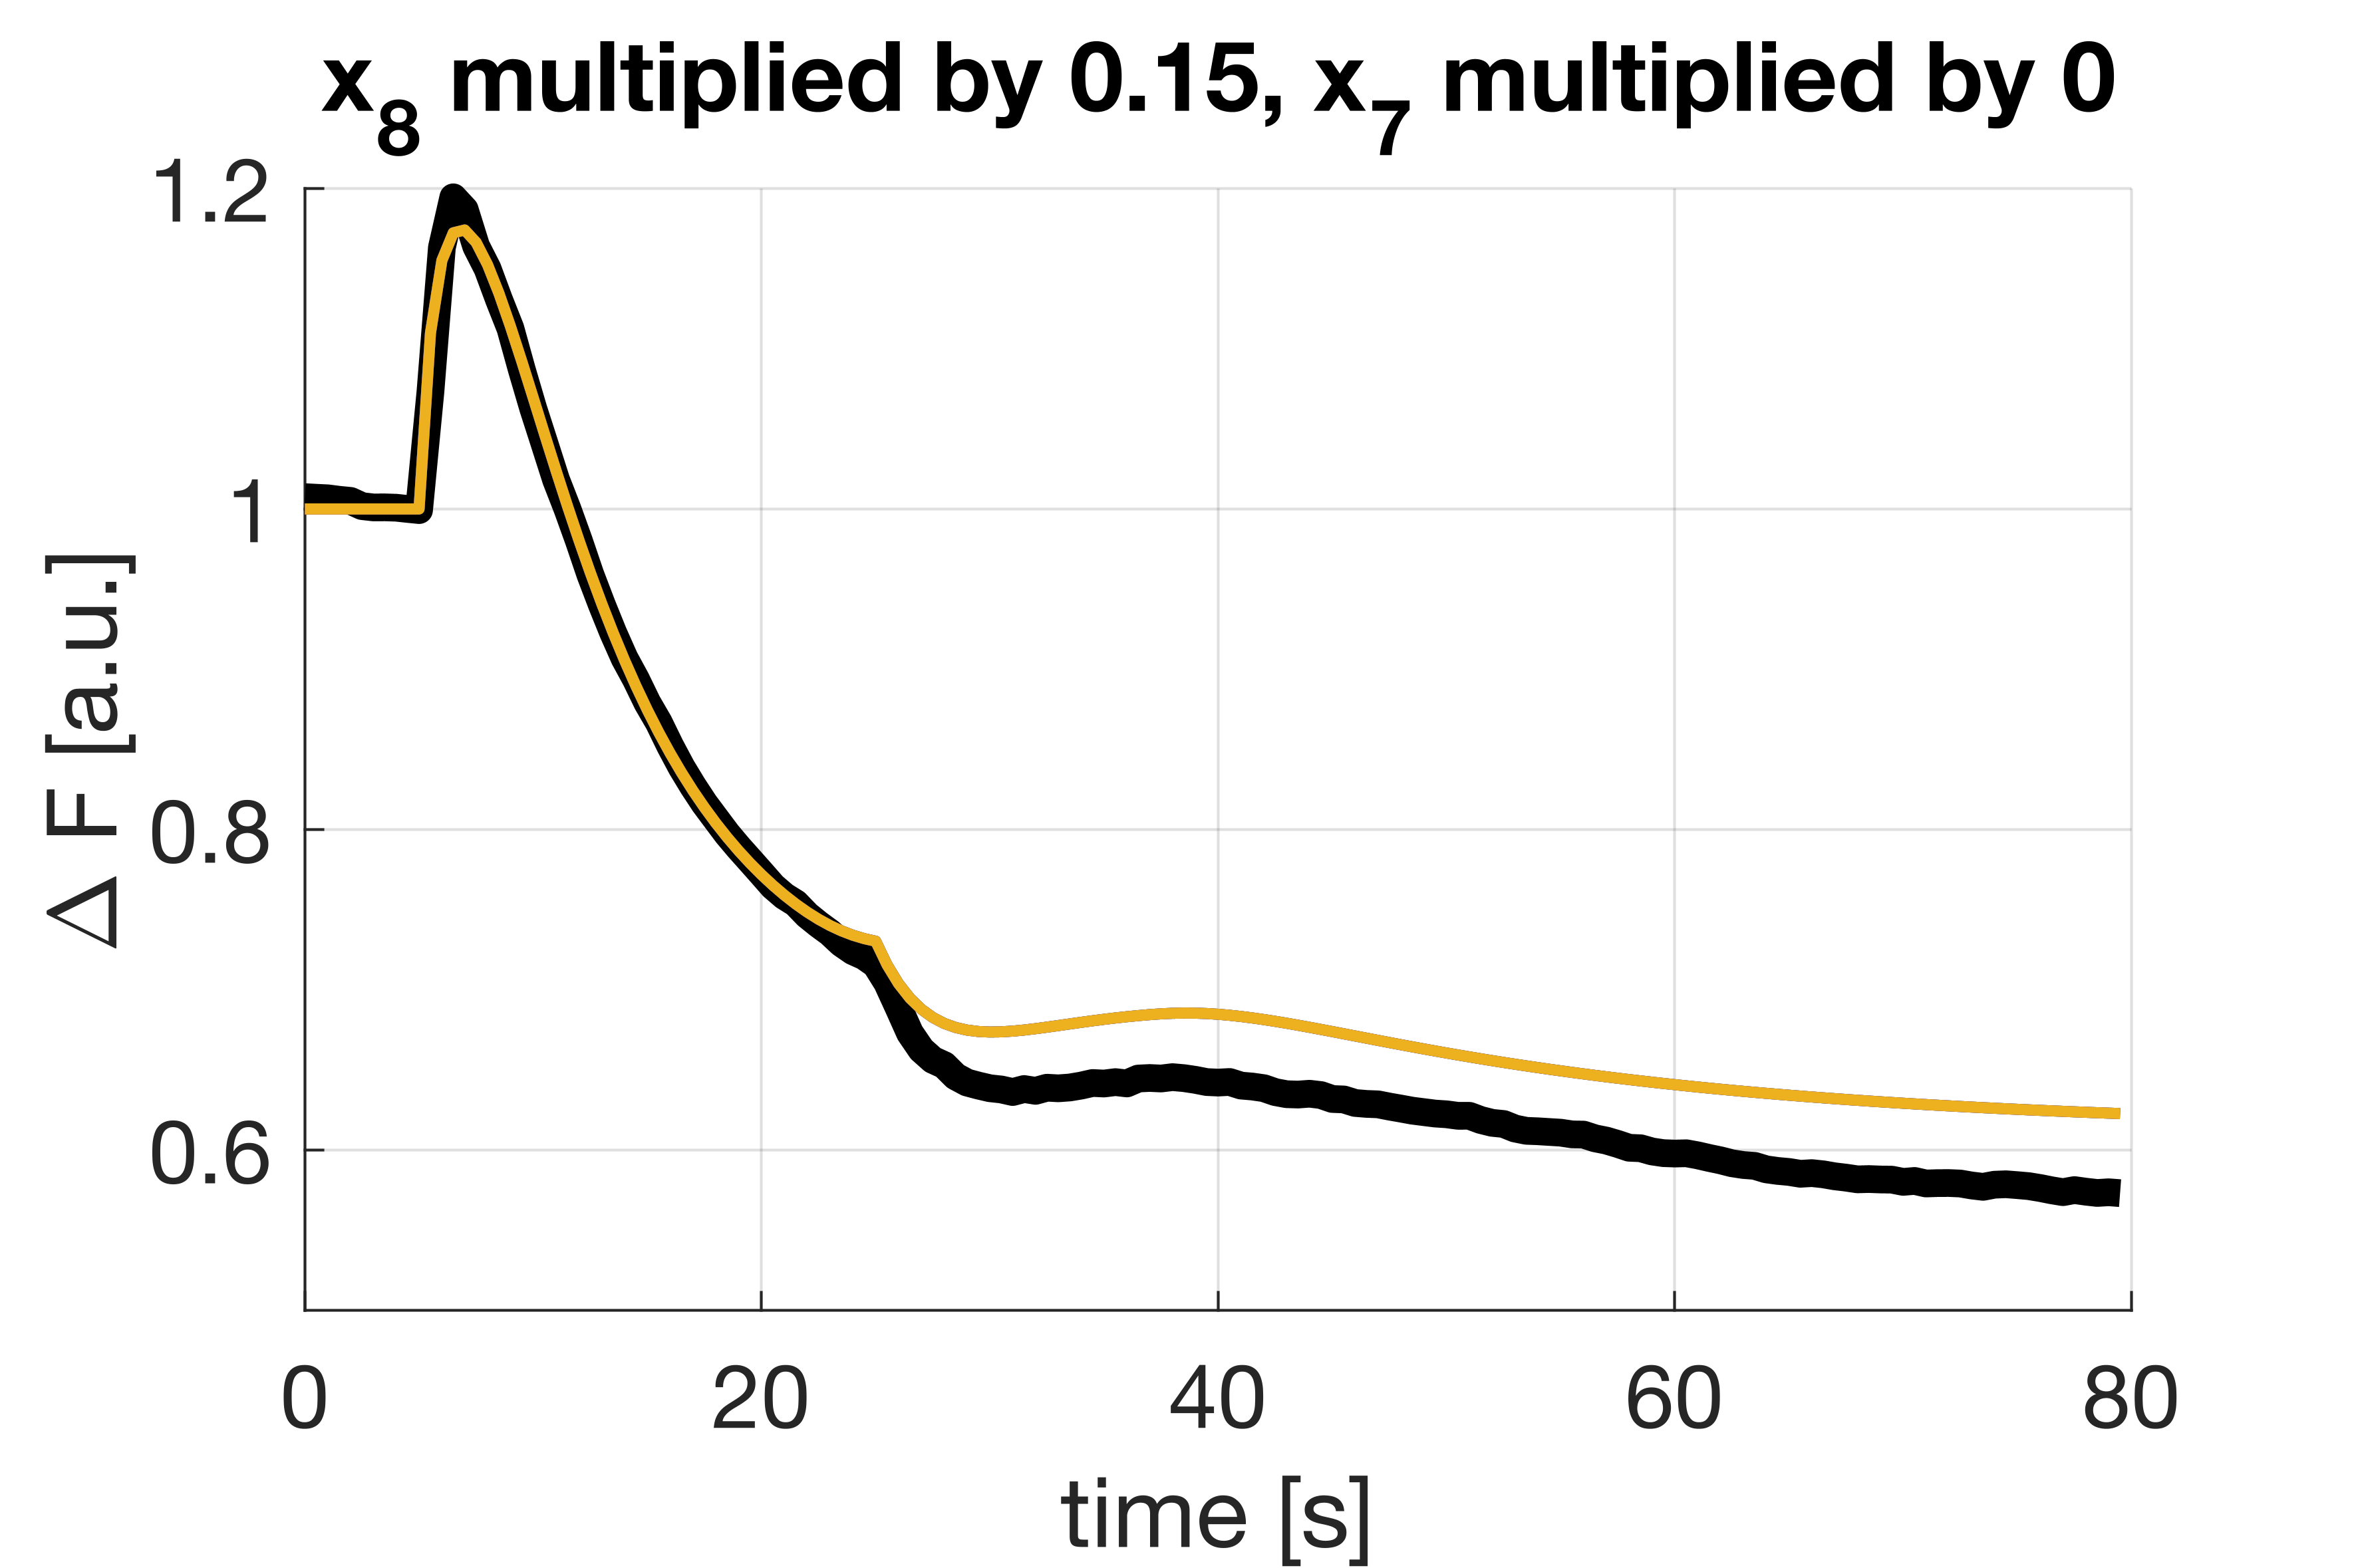 x8 multiplied by 0.15, x7 multiplied by 0
1.2
1
0.8
0.6
Δ F [a.u.]
0 20 40 60 80
time [s]